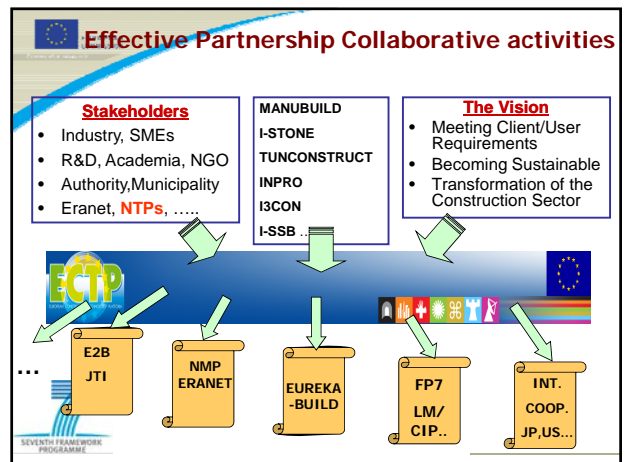 Effective Partnership Collaborative activities
Stakeholders
• Industry, SMEs
• R&D, Academia, NGO
• Authority,Municipality
• Eranet, NTPs, .....
MANUBUILD
I-STONE
TUNCONSTRUCT
INPRO
I3CON
I-SSB ...
The Vision
• Meeting Client/User
Requirements
• Becoming Sustainable
• Transformation of the
Construction Sector
ECTP
...
E2B
JTI
NMP
ERANET
EUREKA
-BUILD
FP7
LM/
CIP..
INT.
COOP.
JP,US...
SEVENTH FRAMEWORK
PROGRAMME